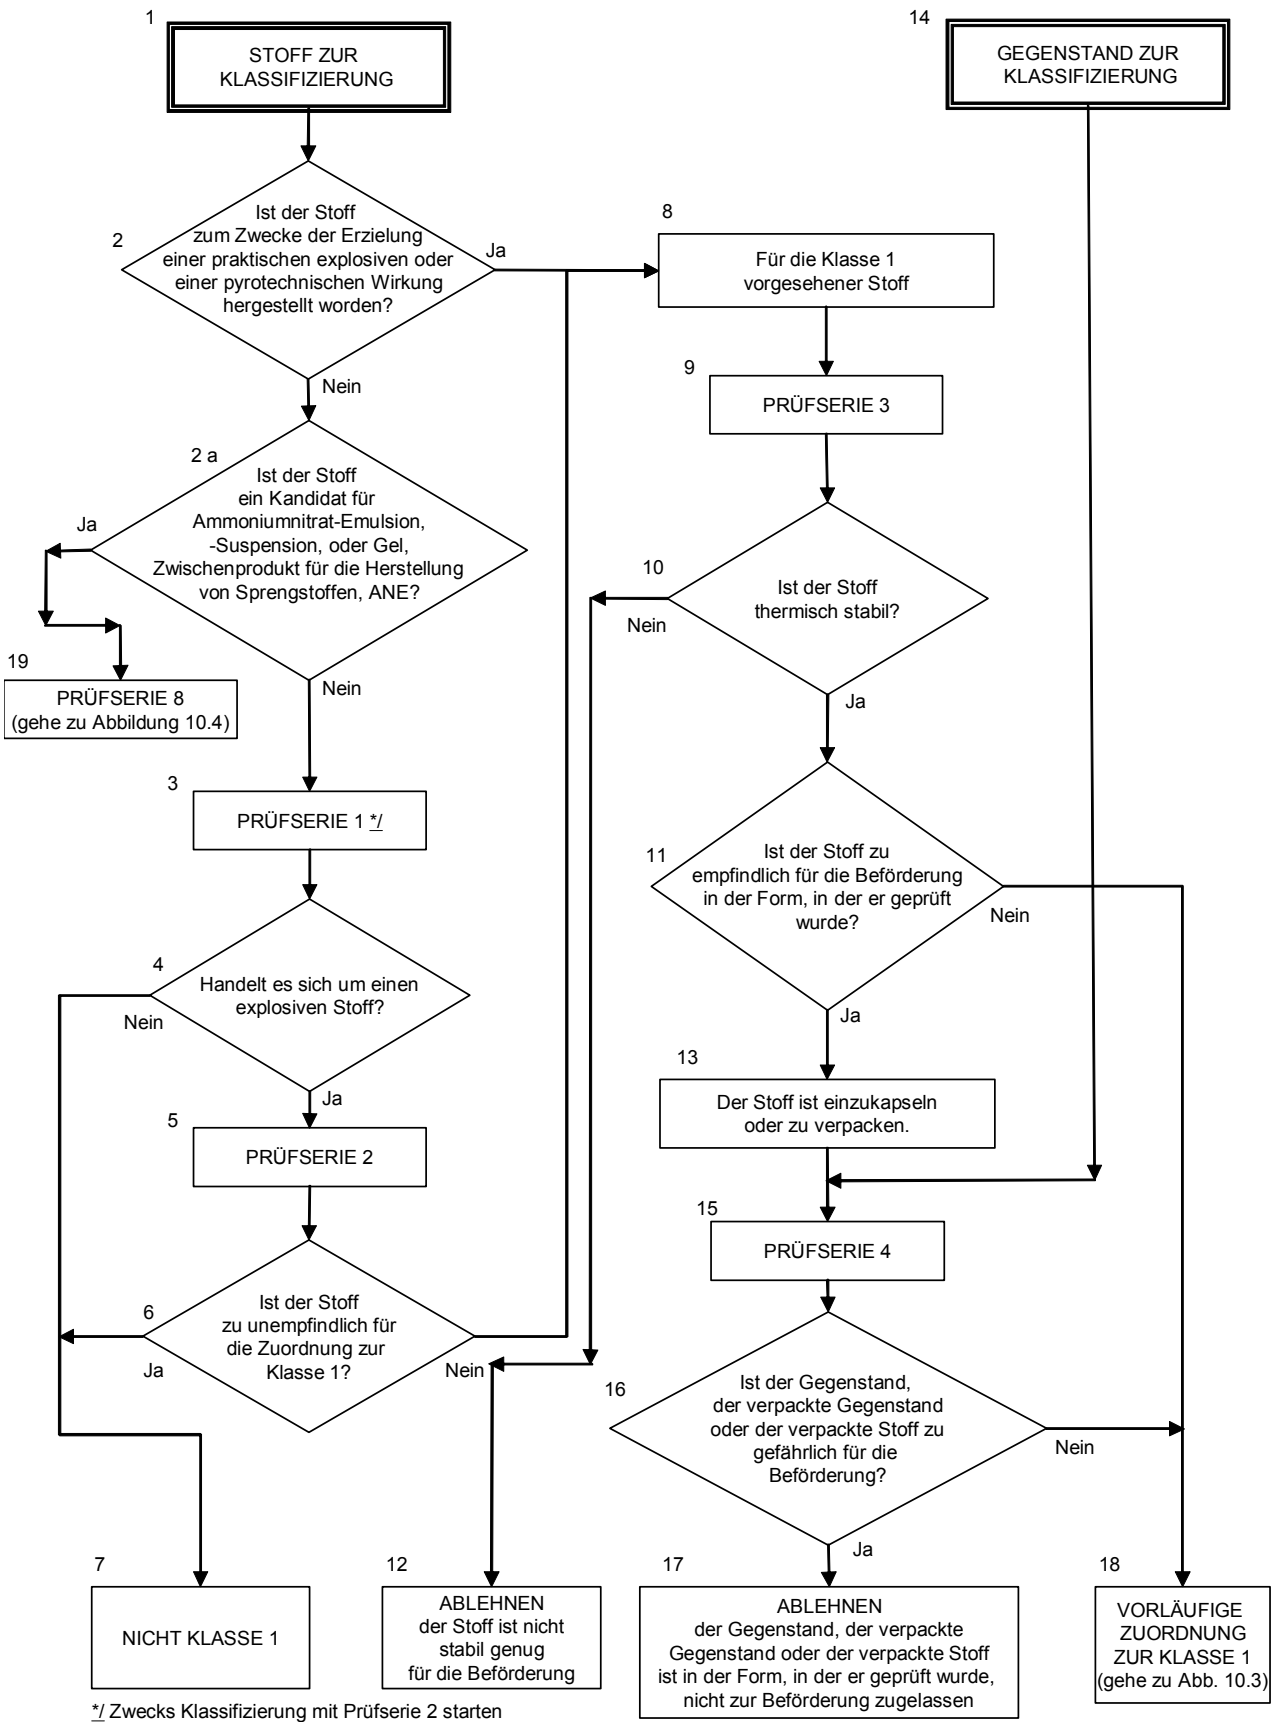 1
STOFF ZUR
KLASSIFIZIERUNG
14
GEGENSTAND ZUR
KLASSIFIZIERUNG
2
Ist der Stoff
zum Zwecke der Erzielung
einer praktischen explosiven oder
einer pyrotechnischen Wirkung
hergestellt worden?
Ja
Nein
8
Für die Klasse 1
vorgesehener Stoff
9
PRÜFSERIE 3
2 a
Ist der Stoff
ein Kandidat für
Ammoniumnitrat-Emulsion,
-Suspension, oder Gel,
Zwischenprodukt für die Herstellung
von Sprengstoffen, ANE?
Ja
Nein
10
Ist der Stoff
thermisch stabil?
Nein
Ja
19
PRÜFSERIE 8
(gehe zu Abbildung 10.4)
3
PRÜFSERIE 1 */
11
Ist der Stoff zu
empfindlich für die Beförderung
in der Form, in der er geprüft
wurde?
Nein
Ja
4
Handelt es sich um einen
explosiven Stoff?
Nein
Ja
13
Der Stoff ist einzukapseln
oder zu verpacken.
5
PRÜFSERIE 2
15
PRÜFSERIE 4
6
Ist der Stoff
zu unempfindlich für
die Zuordnung zur
Klasse 1?
Ja
Nein
16
Ist der Gegenstand,
der verpackte Gegenstand
oder der verpackte Stoff zu
gefährlich für die
Beförderung?
Nein
Ja
7
NICHT KLASSE 1
12
ABLEHNEN
der Stoff ist nicht
stabil genug
für die Beförderung
17
ABLEHNEN
der Gegenstand, der verpackte
Gegenstand oder der verpackte Stoff
ist in der Form, in der er geprüft wurde,
nicht zur Beförderung zugelassen
18
VORLÄUFIGE
ZUORDNUNG
ZUR KLASSE 1
(gehe zu Abb. 10.3)
*/ Zwecks Klassifizierung mit Prüfserie 2 starten